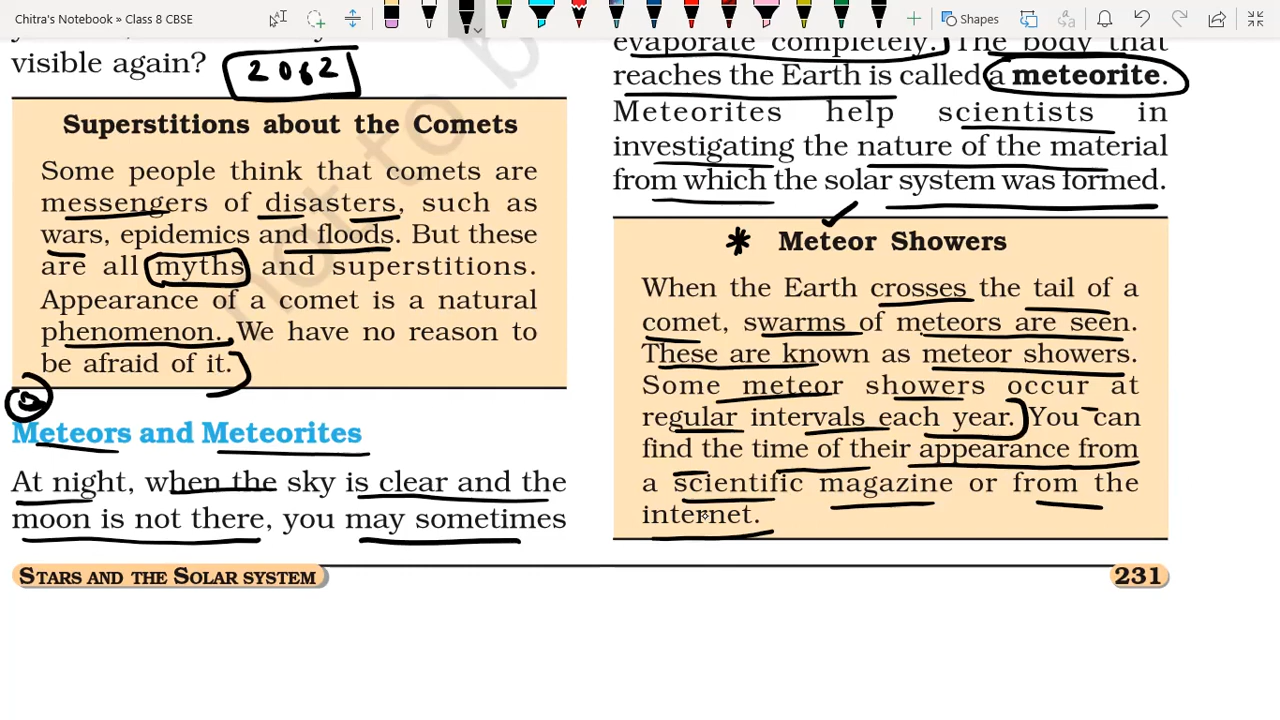 Chitra's Notebook » Class 8 CBSE
Shapes
visible again? 2062
Superstitions about the Comets
Some people think that comets are
messengers of disasters, such as
wars, epidemics and floods. But these
are all myths and superstitions.
Appearance of a comet is a natural
phenomenon. We have no reason to
be afraid of it.
Meteors and Meteorites
At night, when the sky is clear and the
moon is not there, you may sometimes
evaporate completely. The body that
reaches the Earth is called a meteorite.
Meteorites help scientists in
investigating the nature of the material
from which the solar system was formed.
* Meteor Showers
When the Earth crosses the tail of a
comet, swarms of meteors are seen.
These are known as meteor showers.
Some meteor showers occur at
regular intervals each year. You can
find the time of their appearance from
a scientific magazine or from the
internet.
STARS AND THE SOLAR SYSTEM
231
not to b